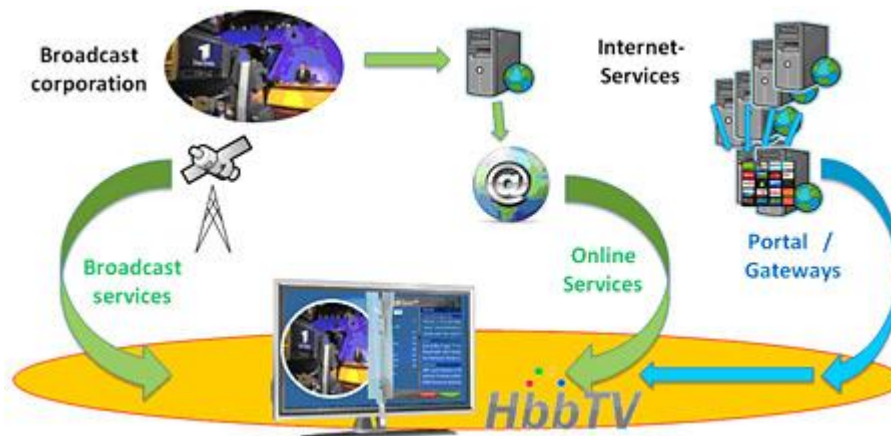 Broadcast
corporation
Internet-
Services
Broadcast
services
Online
Services
Portal /
Gateways
HbbTV